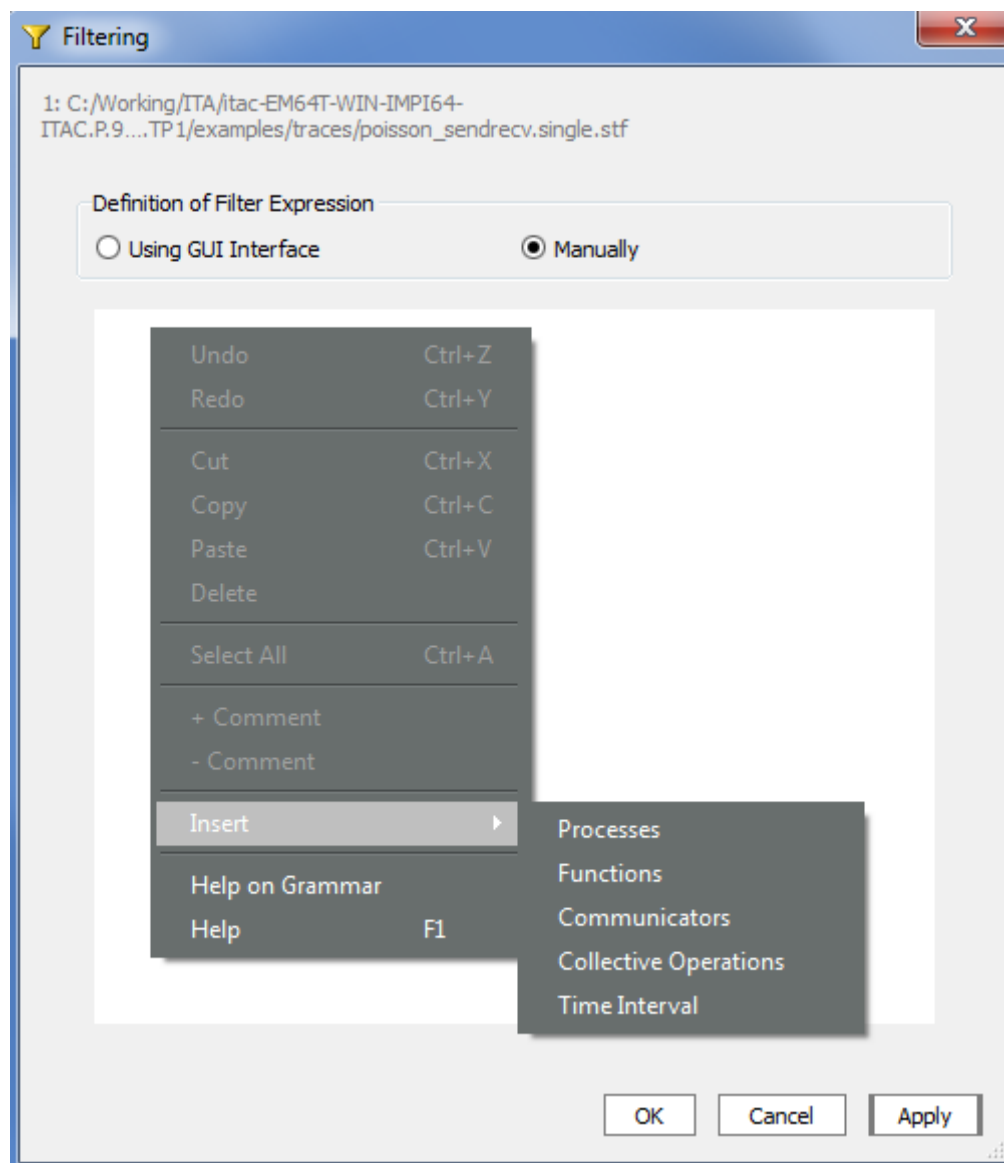 Filtering
x
1: C:/Working/ITA/itac-EM64T-WIN-IMPI64-
ITAC.P.9....TP1/examples/traces/poisson_sendrecv.single.stf
Definition of Filter Expression
Using GUI Interface Manually
Undo Ctrl+Z
Redo Ctrl+Y
Cut Ctrl+X
Copy Ctrl+C
Paste Ctrl+V
Delete
Select All Ctrl+A
+ Comment
- Comment
Insert
Processes
Functions
Communicators
Collective Operations
Time Interval
Help on Grammar
Help F1
OK Cancel Apply